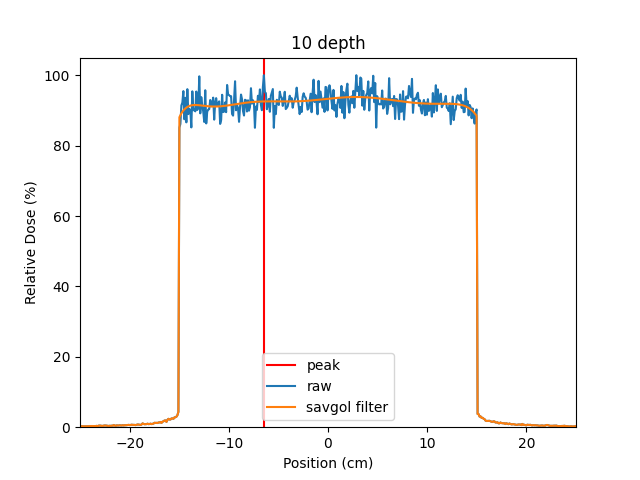 10 depth
Relative Dose (%)
100
80
60
40
20
0
peak
raw
savgol filter
−20
−10
0
10
20
Position (cm)